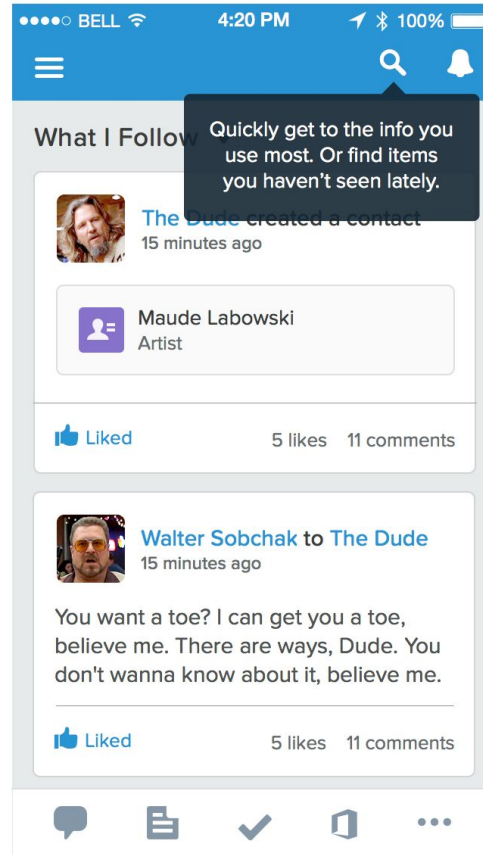 BELL 4:20 PM 100%
Quickly get to the info you
use most. Or find items
you haven't seen lately.
What I Follow
The Dude created a contact
15 minutes ago
Maude Labowski
Artist
Liked 5 likes 11 comments
Walter Sobchak to The Dude
15 minutes ago
You want a toe? I can get you a toe,
believe me. There are ways, Dude. You
don't wanna know about it, believe me.
Liked 5 likes 11 comments